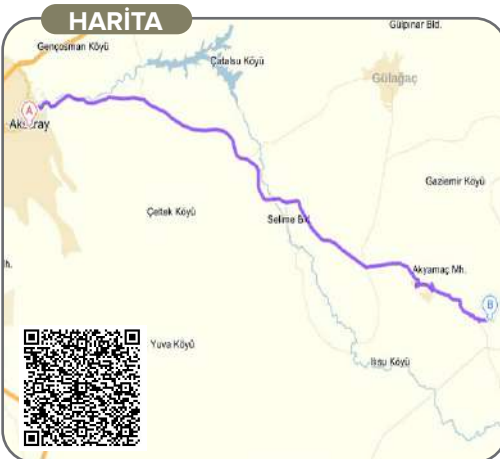 HARİTA
Gülpınar Bld.
Gençosman Köyü
Çatalsu Köyü
Gülağaç
A
Aksaray
Gaziemir Köyü
Çeltek Köyü
Selime Bld.
Akyamaç Mh.
B
Yuva Köyü
Ilısu Köyü